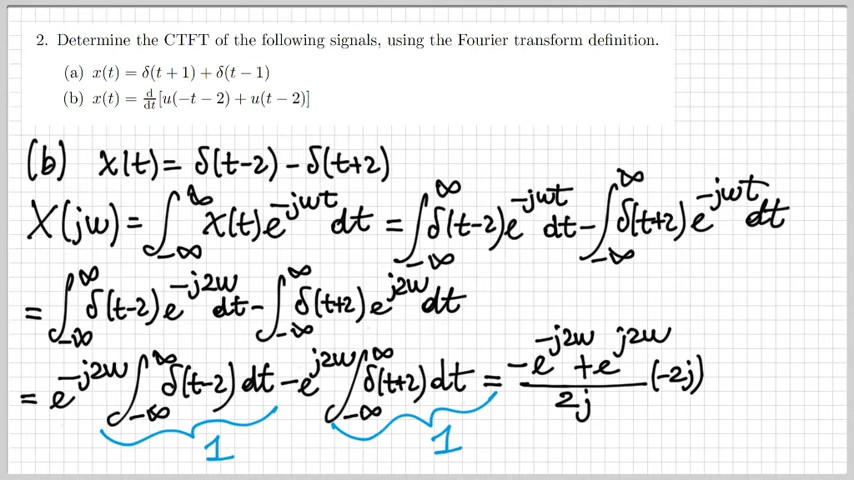 2. Determine the CTFT of the following signals, using the Fourier transform definition.
(a) x(t) = δ(t + 1) + δ(t − 1)
(b) x(t) = d/dt [u(−t − 2) + u(t − 2)]
(b) x(t) = δ(t-2) - δ(t+2)
X(jw) = ∫_{-∞}^{∞} x(t) e^{-jwt} dt = ∫_{-∞}^{∞} δ(t-2) e^{-jwt} dt - ∫_{-∞}^{∞} δ(t+2) e^{-jwt} dt
= ∫_{-∞}^{∞} δ(t-2) e^{-j2w} dt - ∫_{-∞}^{∞} δ(t+2) e^{j2w} dt
= e^{-j2w} ∫_{-∞}^{∞} δ(t-2) dt - e^{j2w} ∫_{-∞}^{∞} δ(t+2) dt = (-e^{-j2w} + e^{j2w})/2j (-2j)
1 1